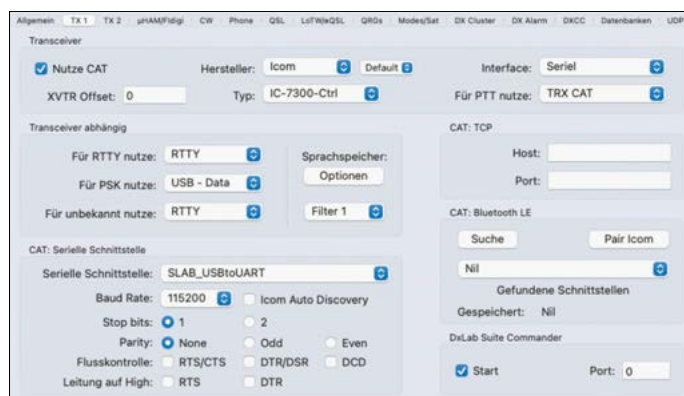 Allgemein TX 1 TX 2 µHAM/Fldigi CW Phone QSL LoTW/eQSL QRGs Modes/Sat DX Cluster DX Alarm DXCC Datenbanken UDP
Transceiver
Nutze CAT Hersteller: Icom Default Interface: Seriel
XVTR Offset: 0 Typ: IC-7300-Ctrl Für PTT nutze: TRX CAT
Transceiver abhängig CAT: TCP
Für RTTY nutze: RTTY Sprachspeicher: Host:
Für PSK nutze: USB - Data Optionen Port:
Für unbekannt nutze: RTTY Filter 1 CAT: Bluetooth LE
Suche Pair Icom
CAT: Serielle Schnittstelle Nil
Serielle Schnittstelle: SLAB_USBtoUART Gefundene Schnittstellen
Baud Rate: 115200 Icom Auto Discovery Gespeichert: Nil
Stop bits: 1 2
Parity: None Odd Even DxLab Suite Commander
Flusskontrolle: RTS/CTS DTR/DSR DCD Start Port: 0
Leitung auf High: RTS DTR